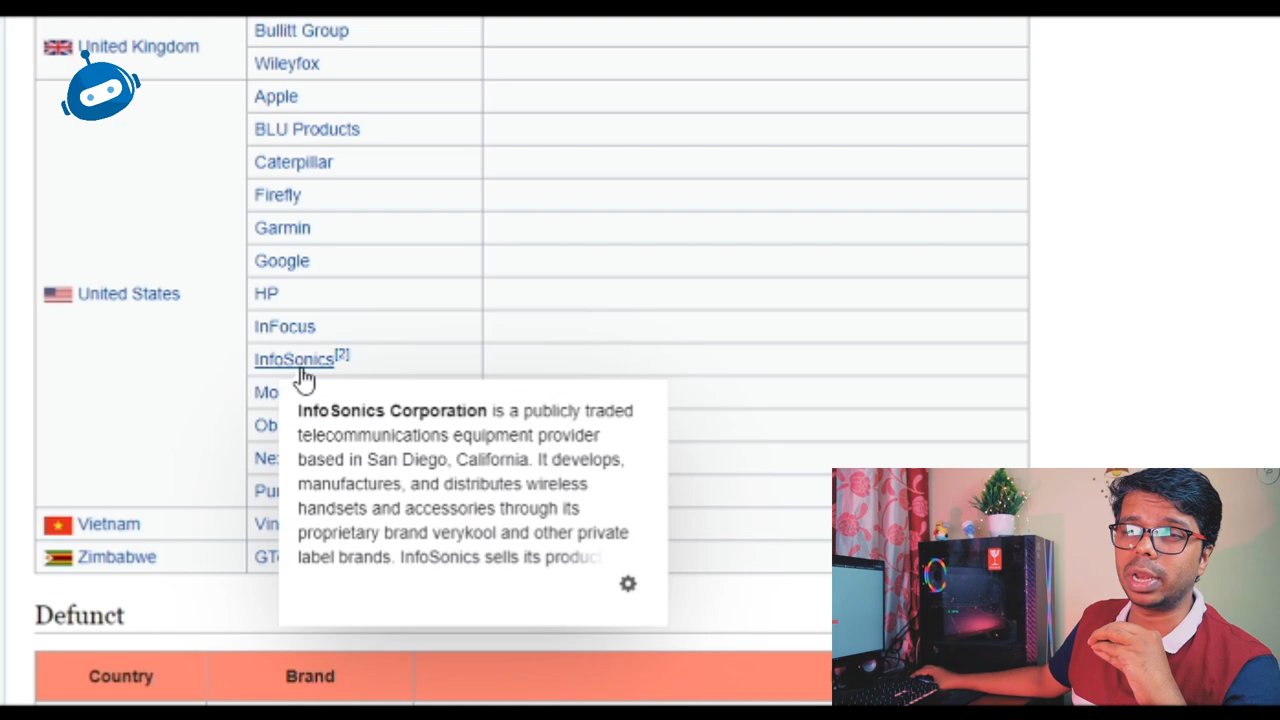 United Kingdom
Bullitt Group
Wileyfox
United States
Apple
BLU Products
Caterpillar
Firefly
Garmin
Google
HP
InFocus
InfoSonics[?]
Mo
Ob
Ne
Pu
InfoSonics Corporation is a publicly traded
telecommunications equipment provider
based in San Diego, California. It develops,
manufactures, and distributes wireless
handsets and accessories through its
proprietary brand verykool and other private
label brands. InfoSonics sells its produc
Vietnam
Vin
Zimbabwe
GT
Defunct
Country Brand